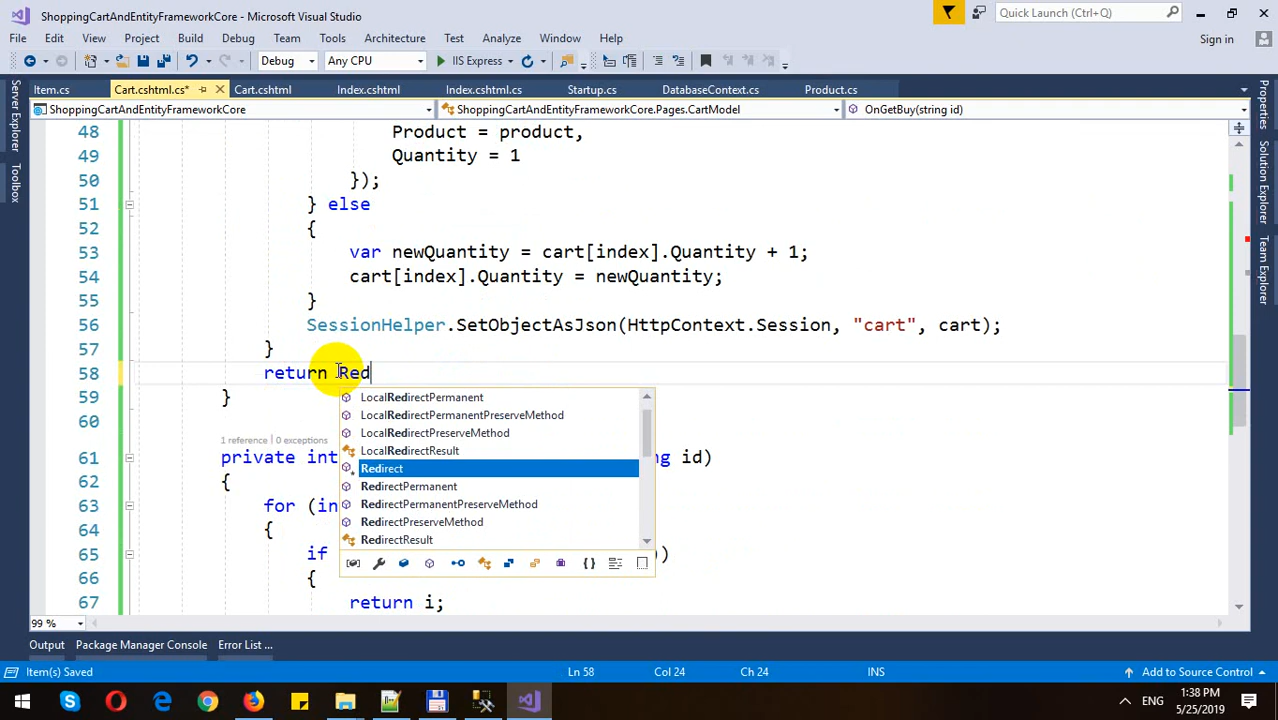 ShoppingCartAndEntityFrameworkCore - Microsoft Visual Studio
Quick Launch (Ctrl+Q)
File Edit View Project Build Debug Team Tools Architecture Test Analyze Window Help
Sign in
Debug Any CPU IIS Express
Item.cs Cart.cshtml.cs* Cart.cshtml Index.cshtml Index.cshtml.cs Startup.cs DatabaseContext.cs Product.cs
ShoppingCartAndEntityFrameworkCore ShoppingCartAndEntityFrameworkCore.Pages.CartModel OnGetBuy(string id)
Server Explorer
Toolbox
Properties
Solution Explorer
Team Explorer
48 Product = product,
49 Quantity = 1
50 });
51 } else
52 {
53 var newQuantity = cart[index].Quantity + 1;
54 cart[index].Quantity = newQuantity;
55 }
56 SessionHelper.SetObjectAsJson(HttpContext.Session, "cart", cart);
57 }
58 return Red
59 }
LocalRedirectPermanent
LocalRedirectPermanentPreserveMethod
LocalRedirectPreserveMethod
LocalRedirectResult
Redirect
RedirectPermanent
RedirectPermanentPreserveMethod
RedirectPreserveMethod
RedirectResult
60
1 reference | 0 exceptions
61 private int id)
62 {
63 for (in
64 {
65 if )
66 {
67 return i;
99 %
Output Package Manager Console Error List ...
Item(s) Saved Ln 58 Col 24 Ch 24 INS Add to Source Control
ENG
1:38 PM
5/25/2019